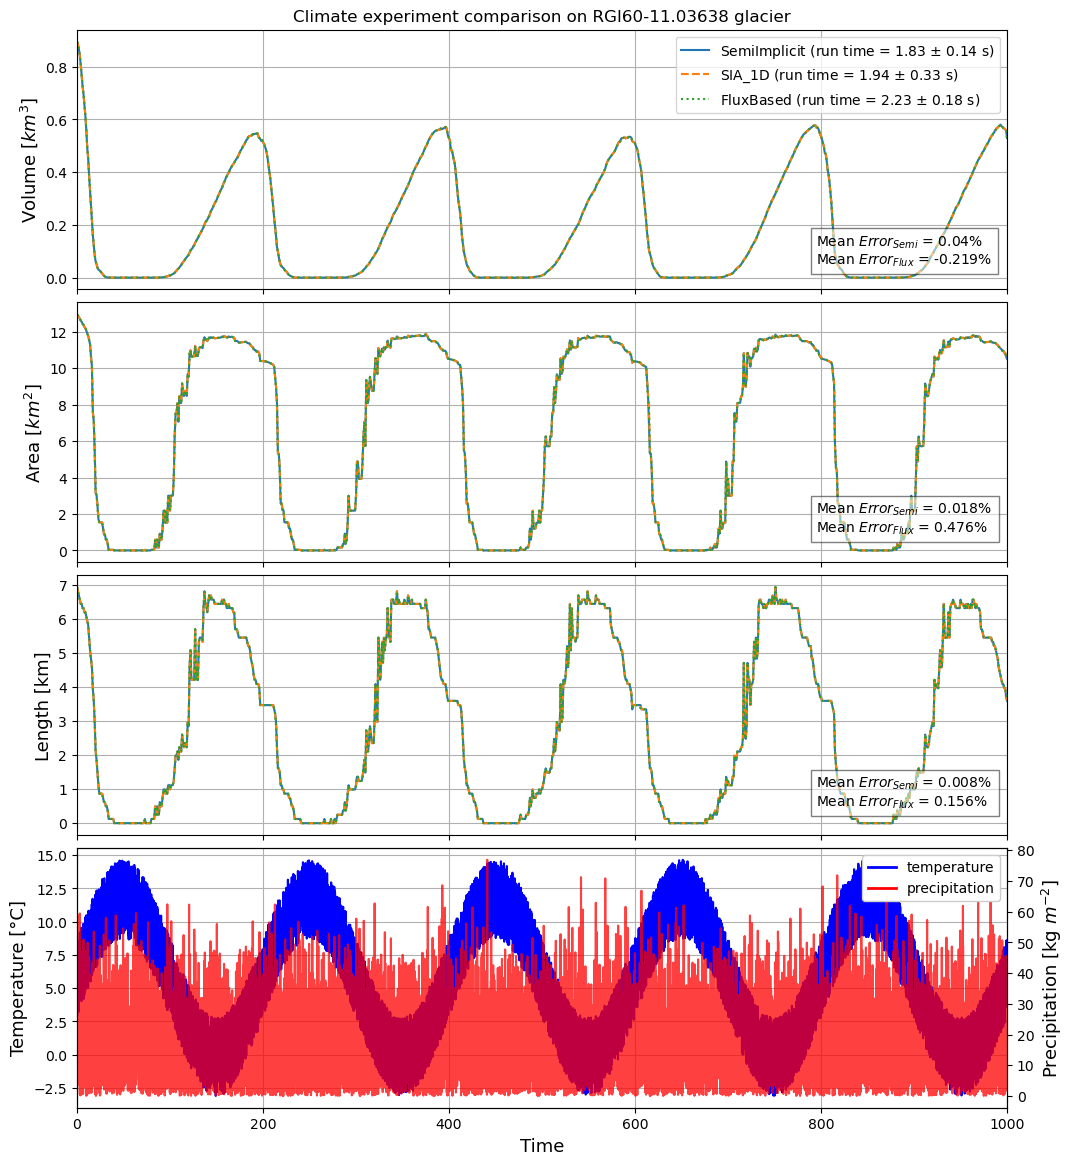 Climate experiment comparison on RGI60-11.03638 glacier
SemiImplicit (run time = 1.83 ± 0.14 s)
SIA_1D (run time = 1.94 ± 0.33 s)
FluxBased (run time = 2.23 ± 0.18 s)
Volume [km³]
0.8
0.6
0.4
0.2
0.0
Mean Error_Semi = 0.04%
Mean Error_Flux = -0.219%
Area [km²]
12
10
8
6
4
2
0
Mean Error_Semi = 0.018%
Mean Error_Flux = 0.476%
Length [km]
7
6
5
4
3
2
1
0
Mean Error_Semi = 0.008%
Mean Error_Flux = 0.156%
Temperature [°C]
15.0
12.5
10.0
7.5
5.0
2.5
0.0
−2.5
temperature
precipitation
80
70
60
50
40
30
20
10
0
Precipitation [kg m⁻²]
0 200 400 600 800 1000
Time